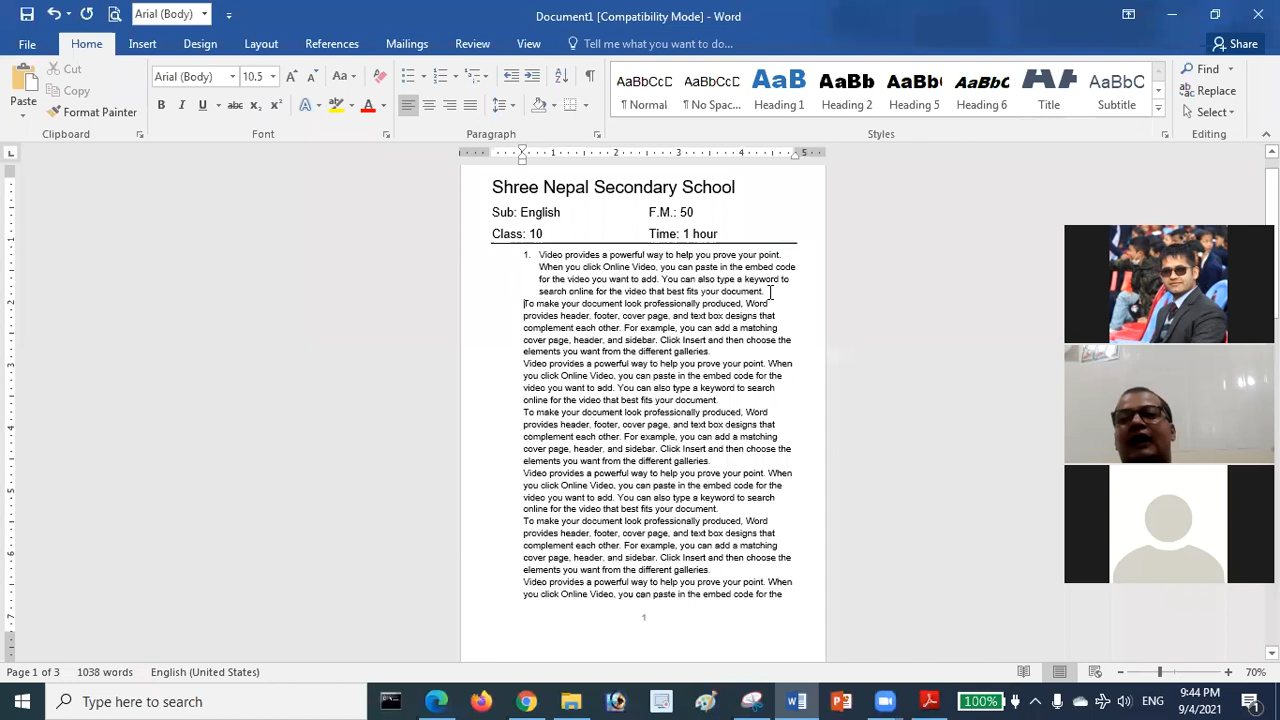 Arial (Body)
Document1 [Compatibility Mode] - Word
File Home Insert Design Layout References Mailings Review View Tell me what you want to do... Share
Paste
Cut
Copy
Format Painter
Clipboard
Arial (Body) 10.5
Font
Paragraph
AaBbCcD AaBbCcD AaB AaBb AaBb( AaBbC AaBbC
¶ Normal ¶ No Spac... Heading 1 Heading 2 Heading 5 Heading 6 Title Subtitle
Styles
Find
Replace
Select
Editing
1 2 3 4 5
Shree Nepal Secondary School
Sub: English F.M.: 50
Class: 10 Time: 1 hour
1. Video provides a powerful way to help you prove your point.
When you click Online Video, you can paste in the embed code
for the video you want to add. You can also type a keyword to
search online for the video that best fits your document.
To make your document look professionally produced, Word
provides header, footer, cover page, and text box designs that
complement each other. For example, you can add a matching
cover page, header, and sidebar. Click Insert and then choose the
elements you want from the different galleries.
Video provides a powerful way to help you prove your point. When
you click Online Video, you can paste in the embed code for the
video you want to add. You can also type a keyword to search
online for the video that best fits your document.
To make your document look professionally produced, Word
provides header, footer, cover page, and text box designs that
complement each other. For example, you can add a matching
cover page, header, and sidebar. Click Insert and then choose the
elements you want from the different galleries.
Video provides a powerful way to help you prove your point. When
you click Online Video, you can paste in the embed code for the
video you want to add. You can also type a keyword to search
online for the video that best fits your document.
To make your document look professionally produced, Word
provides header, footer, cover page, and text box designs that
complement each other. For example, you can add a matching
cover page, header, and sidebar. Click Insert and then choose the
elements you want from the different galleries.
Video provides a powerful way to help you prove your point. When
you click Online Video, you can paste in the embed code for the
1
Page 1 of 3 1038 words English (United States) 70%
Type here to search
100%
ENG
9:44 PM
9/4/2021